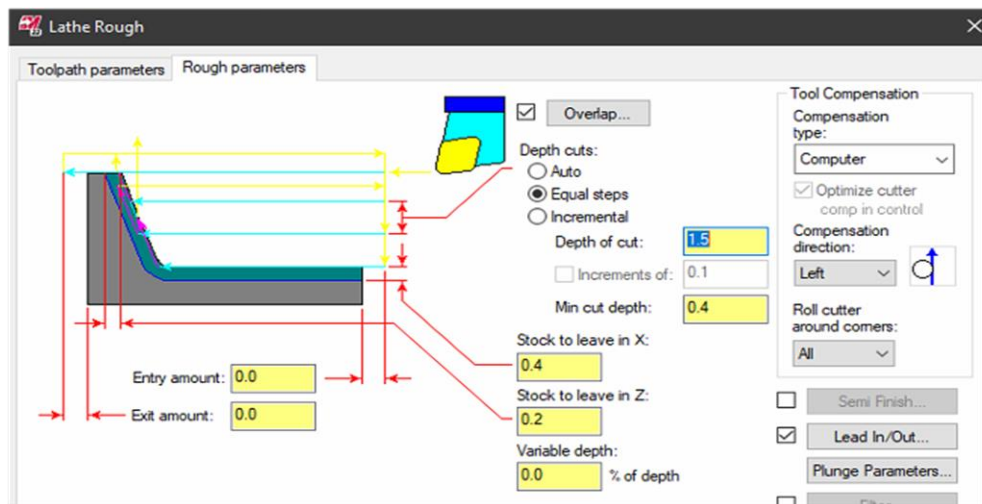 Lathe Rough
Toolpath parameters
Rough parameters
Overlap...
Depth cuts:
Auto
Equal steps
Incremental
Depth of cut: 1.5
Increments of: 0.1
Min cut depth: 0.4
Stock to leave in X:
0.4
Stock to leave in Z:
0.2
Variable depth:
0.0 % of depth
Entry amount: 0.0
Exit amount: 0.0
Tool Compensation
Compensation
type:
Computer
Optimize cutter
comp in control
Compensation
direction:
Left
Roll cutter
around corners:
All
Semi Finish...
Lead In/Out...
Plunge Parameters...